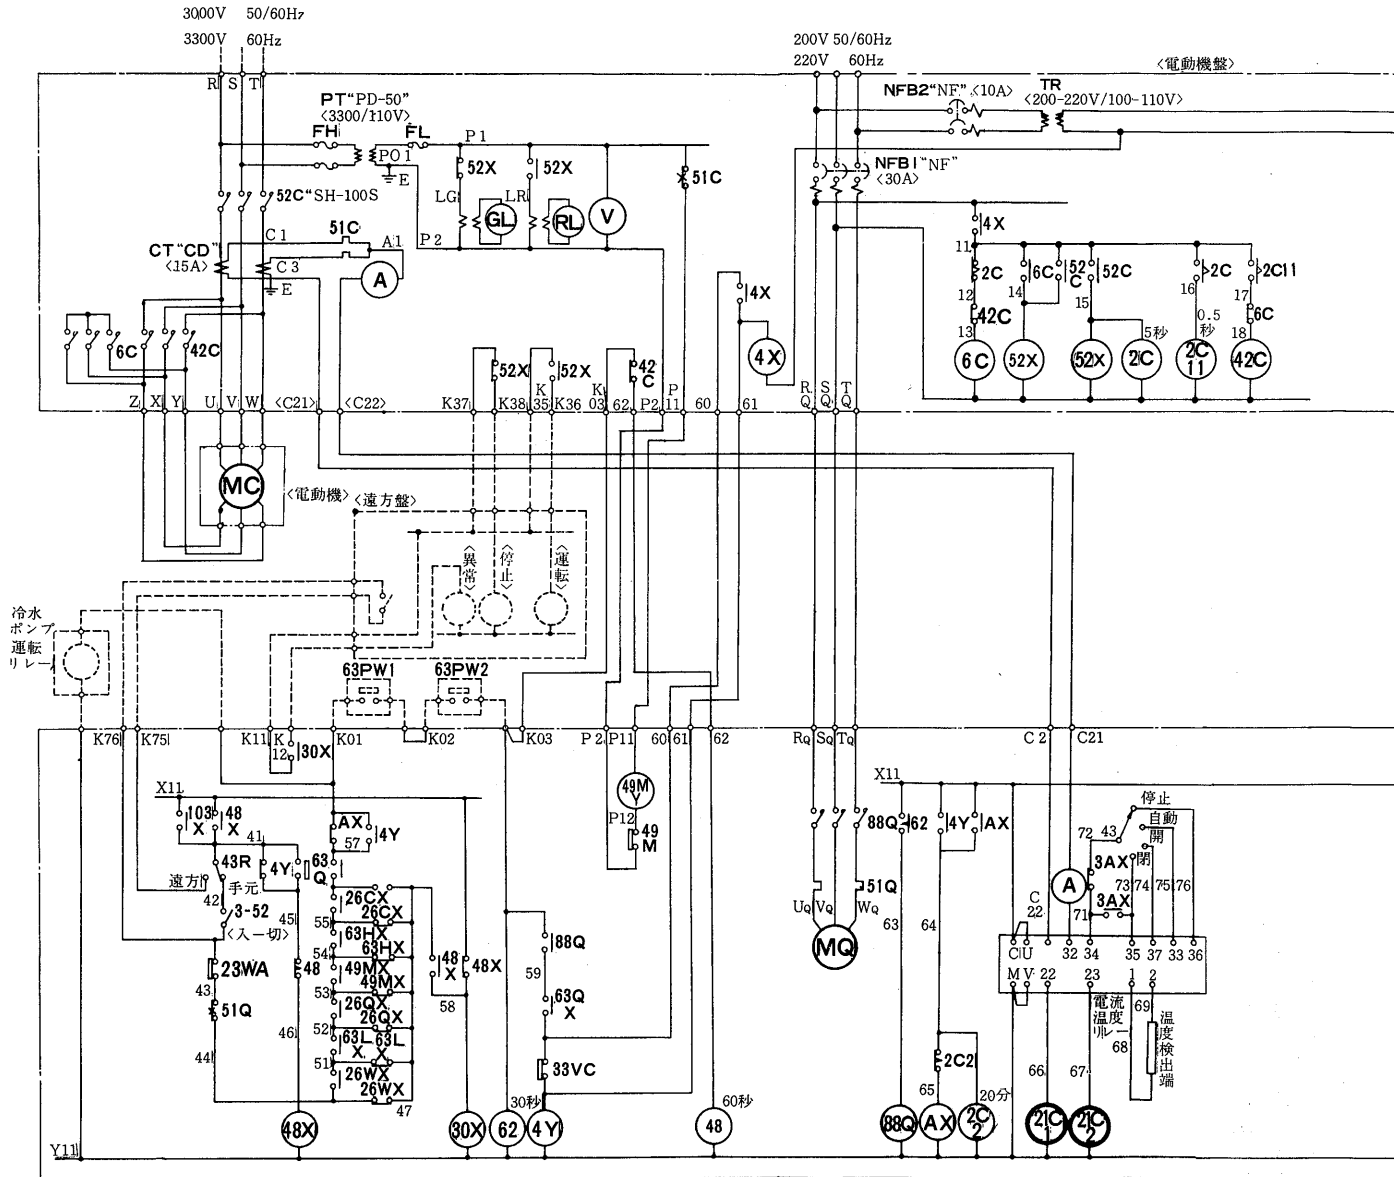 3000V 50/60Hz
3300V 60Hz
200V 50/60Hz
220V 60Hz
〈電動機盤〉
R S T
PT“PD-50”
〈3300/110V〉
FH FL
P1
PO1
E
52X
52X
51C
LG
LR
GL
RL
V
P2
NFB2“NF”〈10A〉
TR
〈200-220V/100-110V〉
NFB1“NF”
〈30A〉
52C“SH-100S
CT“CD”
〈15A〉
C1
51C
A1
C3
E
A
4X
11
2C
6C
52
C
52C
2C
2C11
12
14
15
16
17
42C
6C
13
0.5
秒
5秒
18
6C
52X
52X
2C
2C
11
42C
4X
4X
6C
42C
52X
52X
42
C
Z X Y U V W 〈C21〉 〈C22〉
K37 K38 K
35 K36 K
03 62 P2 P
11 60 61
R
Q
S
Q
T
Q
MC
〈電動機〉
〈遠方盤〉
〈異常〉
〈停止〉
〈運転〉
冷水
ポンプ
運転
リレー
63PW1
63PW2
K76 K75 K11 K
12 K01 K02 K03 P2 P11 60 61 62
RQ SQ TQ
C2 C21
30X
X11
103
X
48
X
41
43R
遠方
手元
42
3-52
〈入－切〉
23WA
43
51Q
44
4Y
45
48
46
48X
AX
57
4Y
63
Q
26CX
26CX
55
63HX
63HX
54
49MX
49MX
53
26QX
26QX
52
63L
X
63L
X
51
26WX
26WX
47
48
X
48X
58
30X
30秒
62
88Q
59
63Q
X
33VC
4Y
49M
Y
P12
49
M
60秒
48
Y11
88Q
51Q
UQ VQ WQ
MQ
X11
62
63
88Q
4Y
AX
64
2C2
65
AX
20分
2C
2
停止
自動
開
閉
72
43
3AX
3AX
73 74 75 76
71
A
C
22
C U 32 34 35 37 33 36
M V 22 23 1 2
電流
温度
リレー
68
69
温度検出端
66
67
21C
1
21C
2